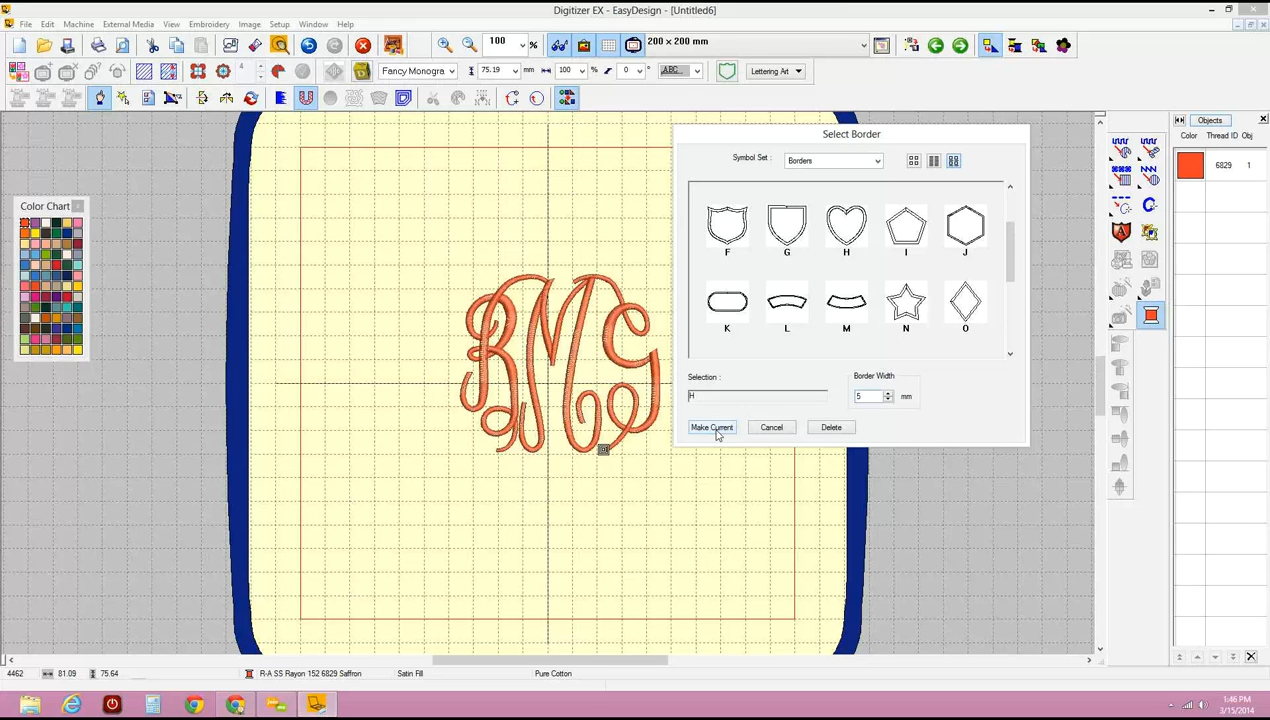 Digitizer EX - EasyDesign - [Untitled6]
File Edit Machine External Media View Embroidery Image Setup Window Help
100 % 200 x 200 mm
4 Fancy Monogra 75.19 mm 100 % 0 ° ABC Lettering Art
Objects
Color Thread ID Obj
6829 1
Color Chart x
Select Border
Symbol Set : Borders
F G H I J
K L M N O
Selection :
H
Border Width
5 mm
Make Current Cancel Delete
RMG
4462 81.09 75.64 R-A SS Rayon 152 6829 Saffron Satin Fill Pure Cotton
1:46 PM
3/15/2014